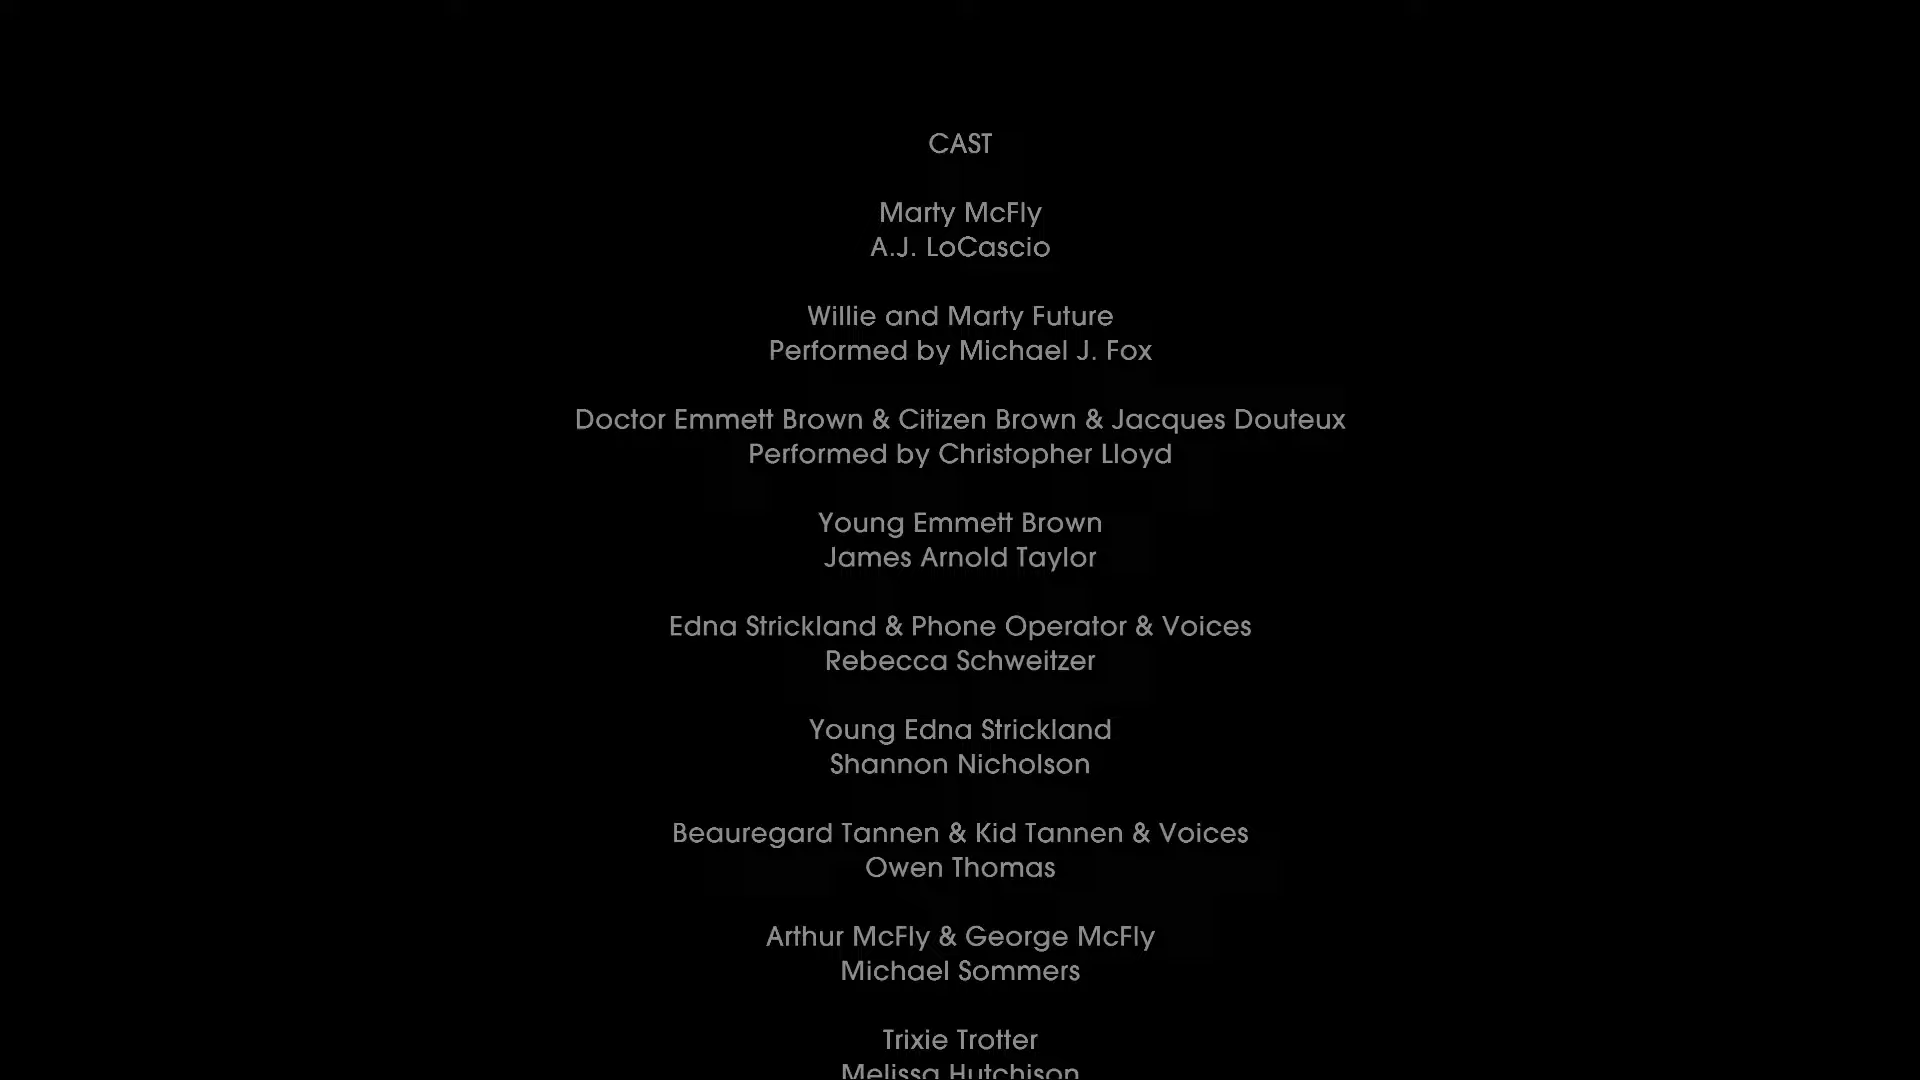 CAST
Marty McFly
A.J. LoCascio
Willie and Marty Future
Performed by Michael J. Fox
Doctor Emmett Brown & Citizen Brown & Jacques Douteux
Performed by Christopher Lloyd
Young Emmett Brown
James Arnold Taylor
Edna Strickland & Phone Operator & Voices
Rebecca Schweitzer
Young Edna Strickland
Shannon Nicholson
Beauregard Tannen & Kid Tannen & Voices
Owen Thomas
Arthur McFly & George McFly
Michael Sommers
Trixie Trotter
Melissa Hutchison